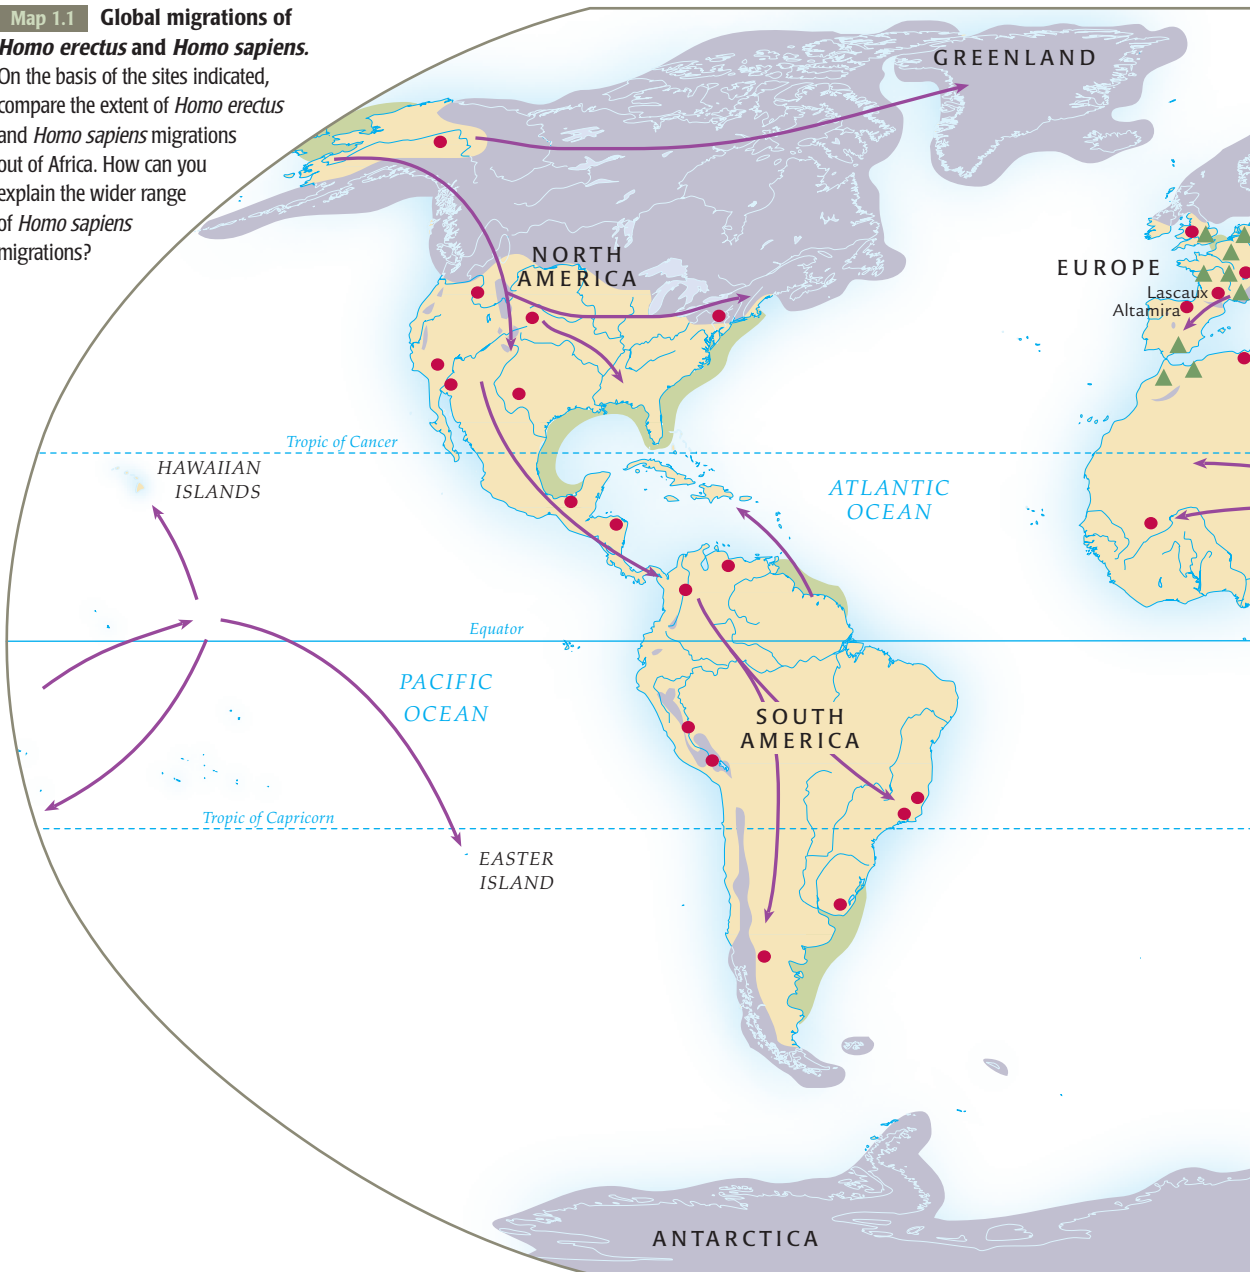 Map 1.1 Global migrations of
Homo erectus and Homo sapiens.
On the basis of the sites indicated,
compare the extent of Homo erectus
and Homo sapiens migrations
out of Africa. How can you
explain the wider range
of Homo sapiens
migrations?
GREENLAND
NORTH
AMERICA
EUROPE
Lascaux
Altamira
Tropic of Cancer
HAWAIIAN
ISLANDS
ATLANTIC
OCEAN
Equator
PACIFIC
OCEAN
SOUTH
AMERICA
Tropic of Capricorn
EASTER
ISLAND
ANTARCTICA